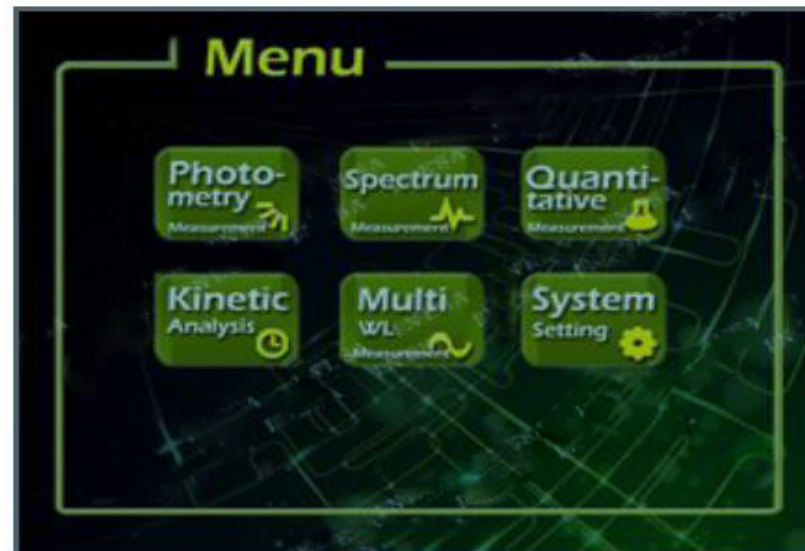 Menu
Photo-
metry
Measurement
Spectrum
Measurement
Quanti-
tative
Measurement
Kinetic
Analysis
Multi
WL
Measurement
System
Setting